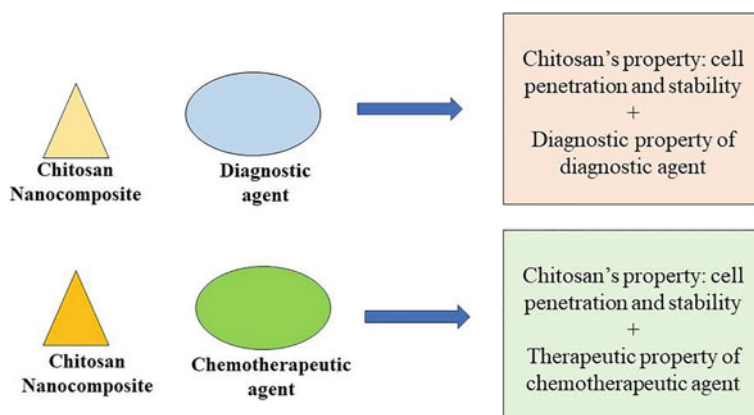 Chitosan
Nanocomposite
Diagnostic
agent
Chitosan’s property: cell
penetration and stability
+
Diagnostic property of
diagnostic agent
Chitosan
Nanocomposite
Chemotherapeutic
agent
Chitosan’s property: cell
penetration and stability
+
Therapeutic property of
chemotherapeutic agent